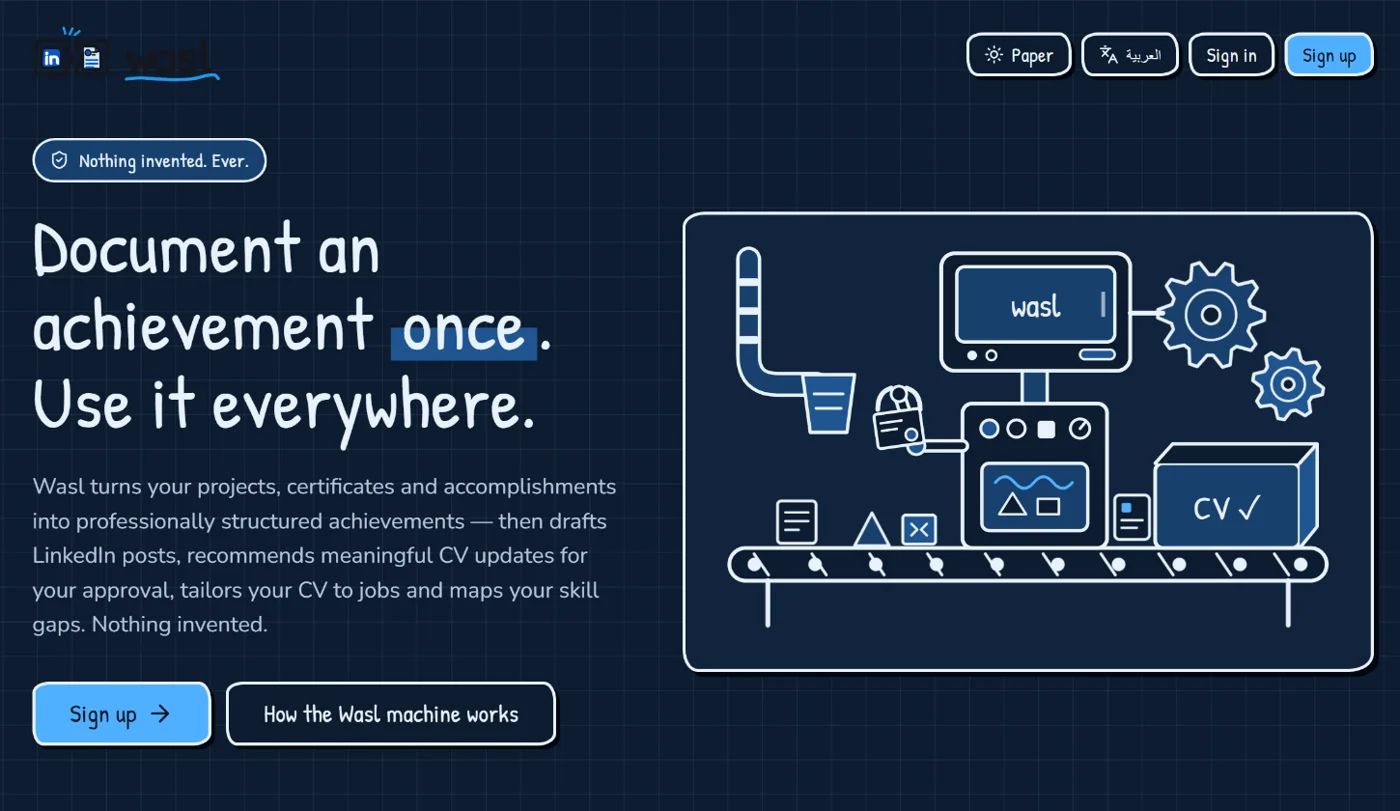 in wasl
Paper
العربية
Sign in
Sign up
Nothing invented. Ever.
Document an
achievement once.
Use it everywhere.
Wasl turns your projects, certificates and accomplishments
into professionally structured achievements — then drafts
LinkedIn posts, recommends meaningful CV updates for
your approval, tailors your CV to jobs and maps your skill
gaps. Nothing invented.
Sign up →
How the Wasl machine works
wasl
CV ✓